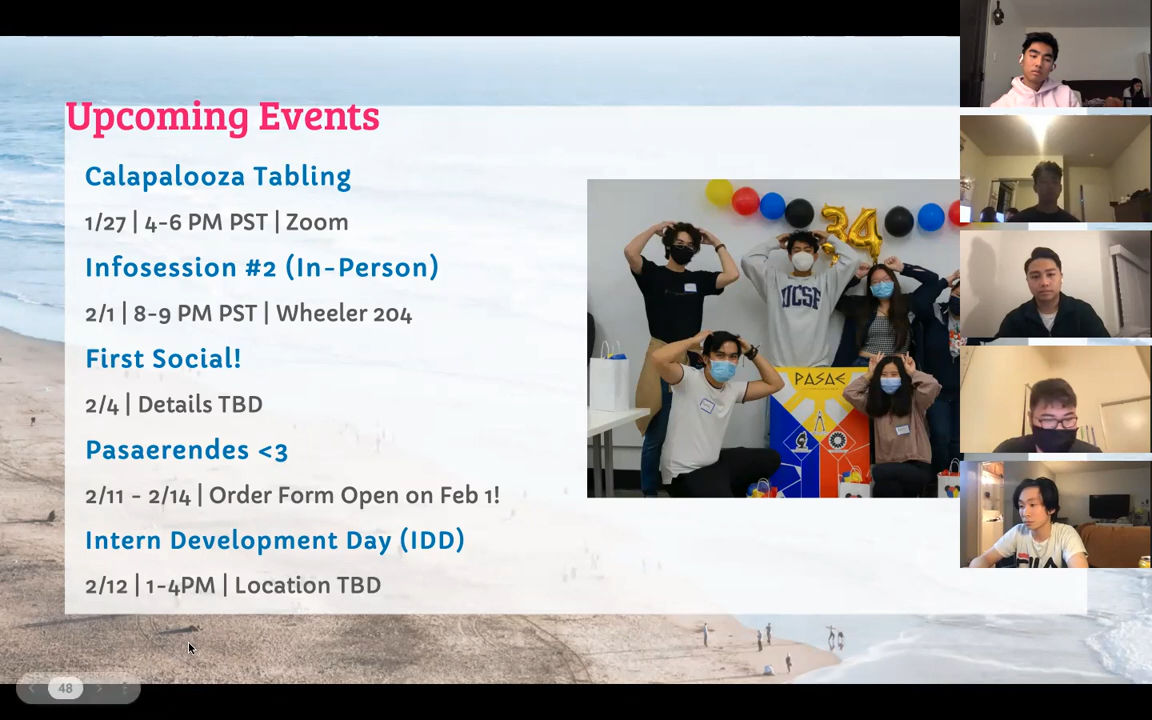 Upcoming Events
Calapalooza Tabling
1/27 | 4-6 PM PST | Zoom
Infosession #2 (In-Person)
2/1 | 8-9 PM PST | Wheeler 204
First Social!
2/4 | Details TBD
Pasaerendes <3
2/11 - 2/14 | Order Form Open on Feb 1!
Intern Development Day (IDD)
2/12 | 1-4PM | Location TBD
34
UCSF
PASAE
FILA
48